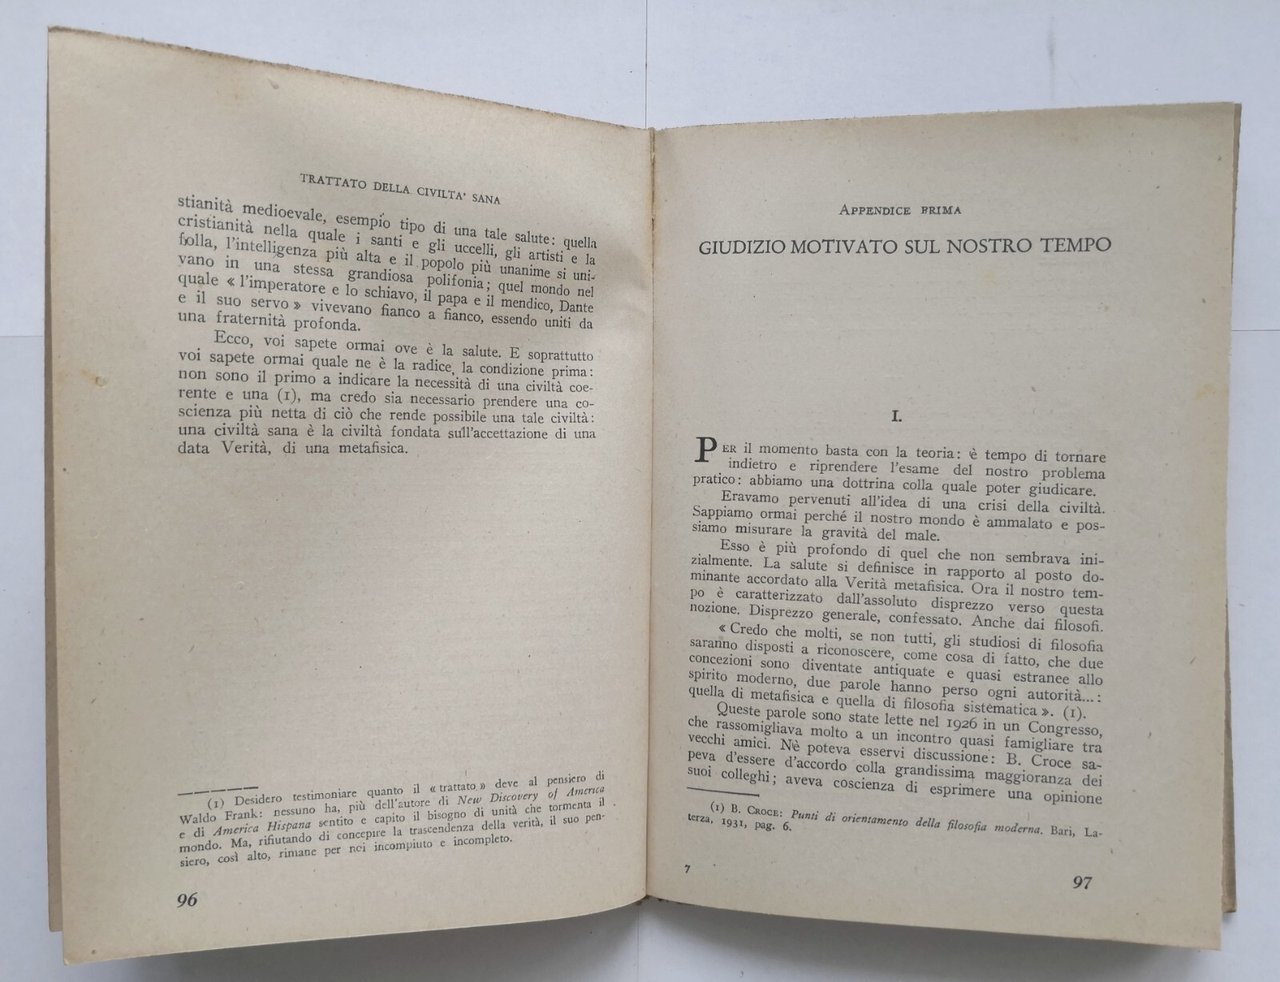 TRATTATO DELLA CIVILTA' SANA
stianità medioevale, esempio tipo di una tale salute: quella
cristianità nella quale i santi e gli uccelli, gli artisti e la
folla, l'intelligenza più alta e il popolo più unanime si uni-
vano in una stessa grandiosa polifonia; quel mondo nel
quale « l'imperatore e lo schiavo, il papa e il mendico, Dante
e il suo servo » vivevano fianco a fianco, essendo uniti da
una fraternità profonda.
Ecco, voi sapete ormai ove è la salute. E soprattutto
voi sapete ormai quale ne è la radice, la condizione prima:
non sono il primo a indicare la necessità di una civiltà coe-
rente e una (1), ma credo sia necessario prendere una co-
scienza più netta di ciò che rende possibile una tale civiltà:
una civiltà sana è la civiltà fondata sull'accettazione di una
data Verità, di una metafisica.
(1) Desidero testimoniare quanto il « trattato » deve al pensiero di
Waldo Frank: nessuno ha, più dell'autore di New Discovery of America
e di America Hispana sentito e capito il bisogno di unità che tormenta il
mondo. Ma, rifiutando di concepire la trascendenza della verità, il suo pen-
siero, così alto, rimane per noi incompiuto e incompleto.
96
APPENDICE PRIMA
GIUDIZIO MOTIVATO SUL NOSTRO TEMPO
I.
PER il momento basta con la teoria: è tempo di tornare
indietro e riprendere l'esame del nostro problema
pratico: abbiamo una dottrina colla quale poter giudicare.
Eravamo pervenuti all'idea di una crisi della civiltà.
Sappiamo ormai perché il nostro mondo è ammalato e pos-
siamo misurare la gravità del male.
Esso è più profondo di quel che non sembrava ini-
zialmente. La salute si definisce in rapporto al posto do-
minante accordato alla Verità metafisica. Ora il nostro tem-
po è caratterizzato dall'assoluto disprezzo verso questa
nozione. Disprezzo generale, confessato. Anche dai filosofi.
« Credo che molti, se non tutti, gli studiosi di filosofia
saranno disposti a riconoscere, come cosa di fatto, che due
concezioni sono diventate antiquate e quasi estranee allo
spirito moderno, due parole hanno perso ogni autorità...:
quella di metafisica e quella di filosofia sistematica ». (1).
Queste parole sono state lette nel 1926 in un Congresso,
che rassomigliava molto a un incontro quasi famigliare tra
vecchi amici. Nè poteva esservi discussione: B. Croce sa-
peva d'essere d'accordo colla grandissima maggioranza dei
suoi colleghi; aveva coscienza di esprimere una opinione
(1) B. CROCE: Punti di orientamento della filosofia moderna. Bari, La-
terza, 1931, pag. 6.
7
97